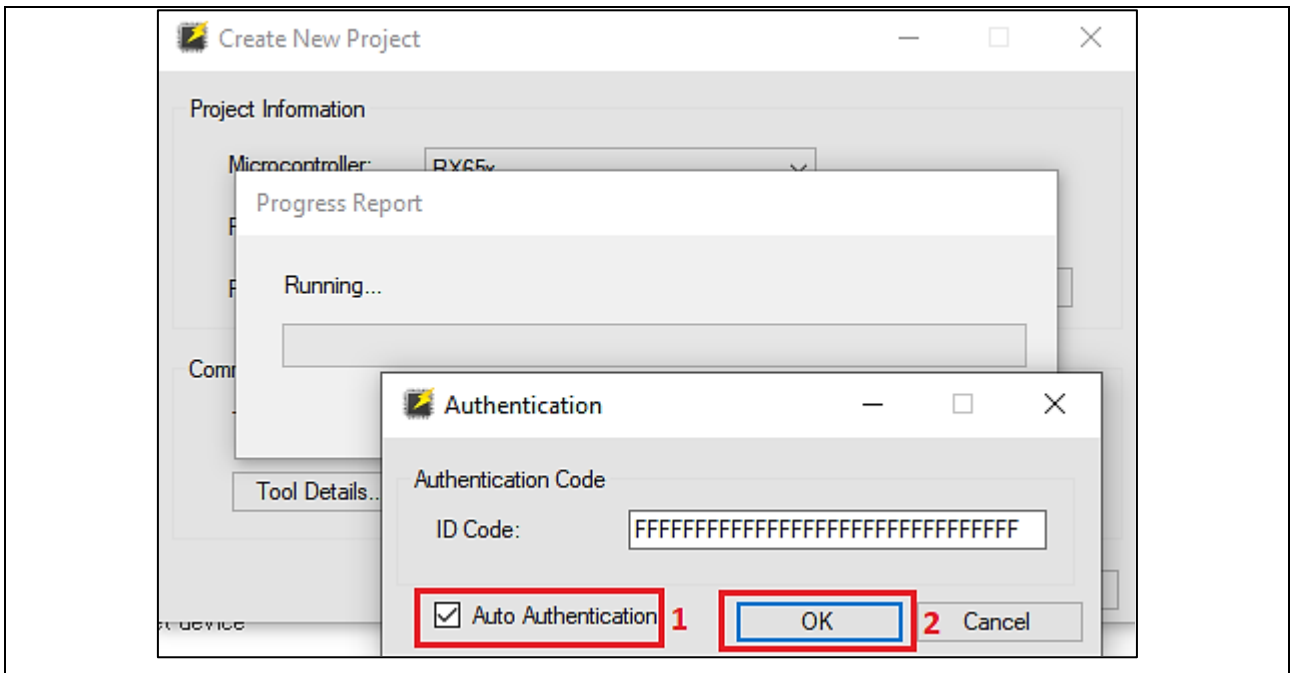 Create New Project
Project Information
Microcontroller: RX65x
Progress Report
Running...
Authentication
Authentication Code
Tool Details..
ID Code: FFFFFFFFFFFFFFFFFFFFFFFFFFFFFFFF
Auto Authentication 1 OK 2 Cancel